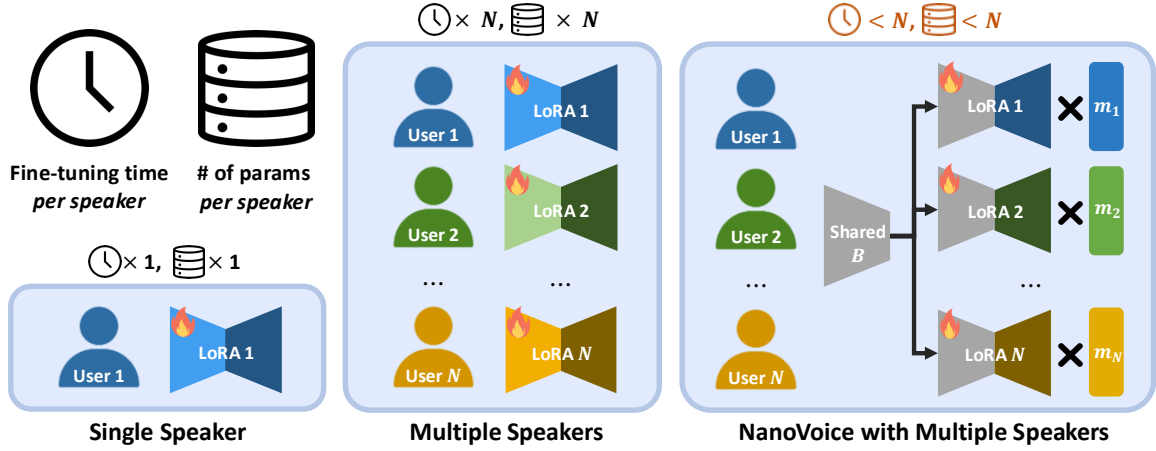 Fine-tuning time
per speaker
# of params
per speaker
× 1, × 1
User 1
LoRA 1
Single Speaker
× N, × N
User 1
LoRA 1
User 2
LoRA 2
... ...
User N
LoRA N
Multiple Speakers
< N, < N
User 1
LoRA 1 × m₁
User 2
Shared
B
LoRA 2 × m₂
... ...
User N
LoRA N × m_N
NanoVoice with Multiple Speakers